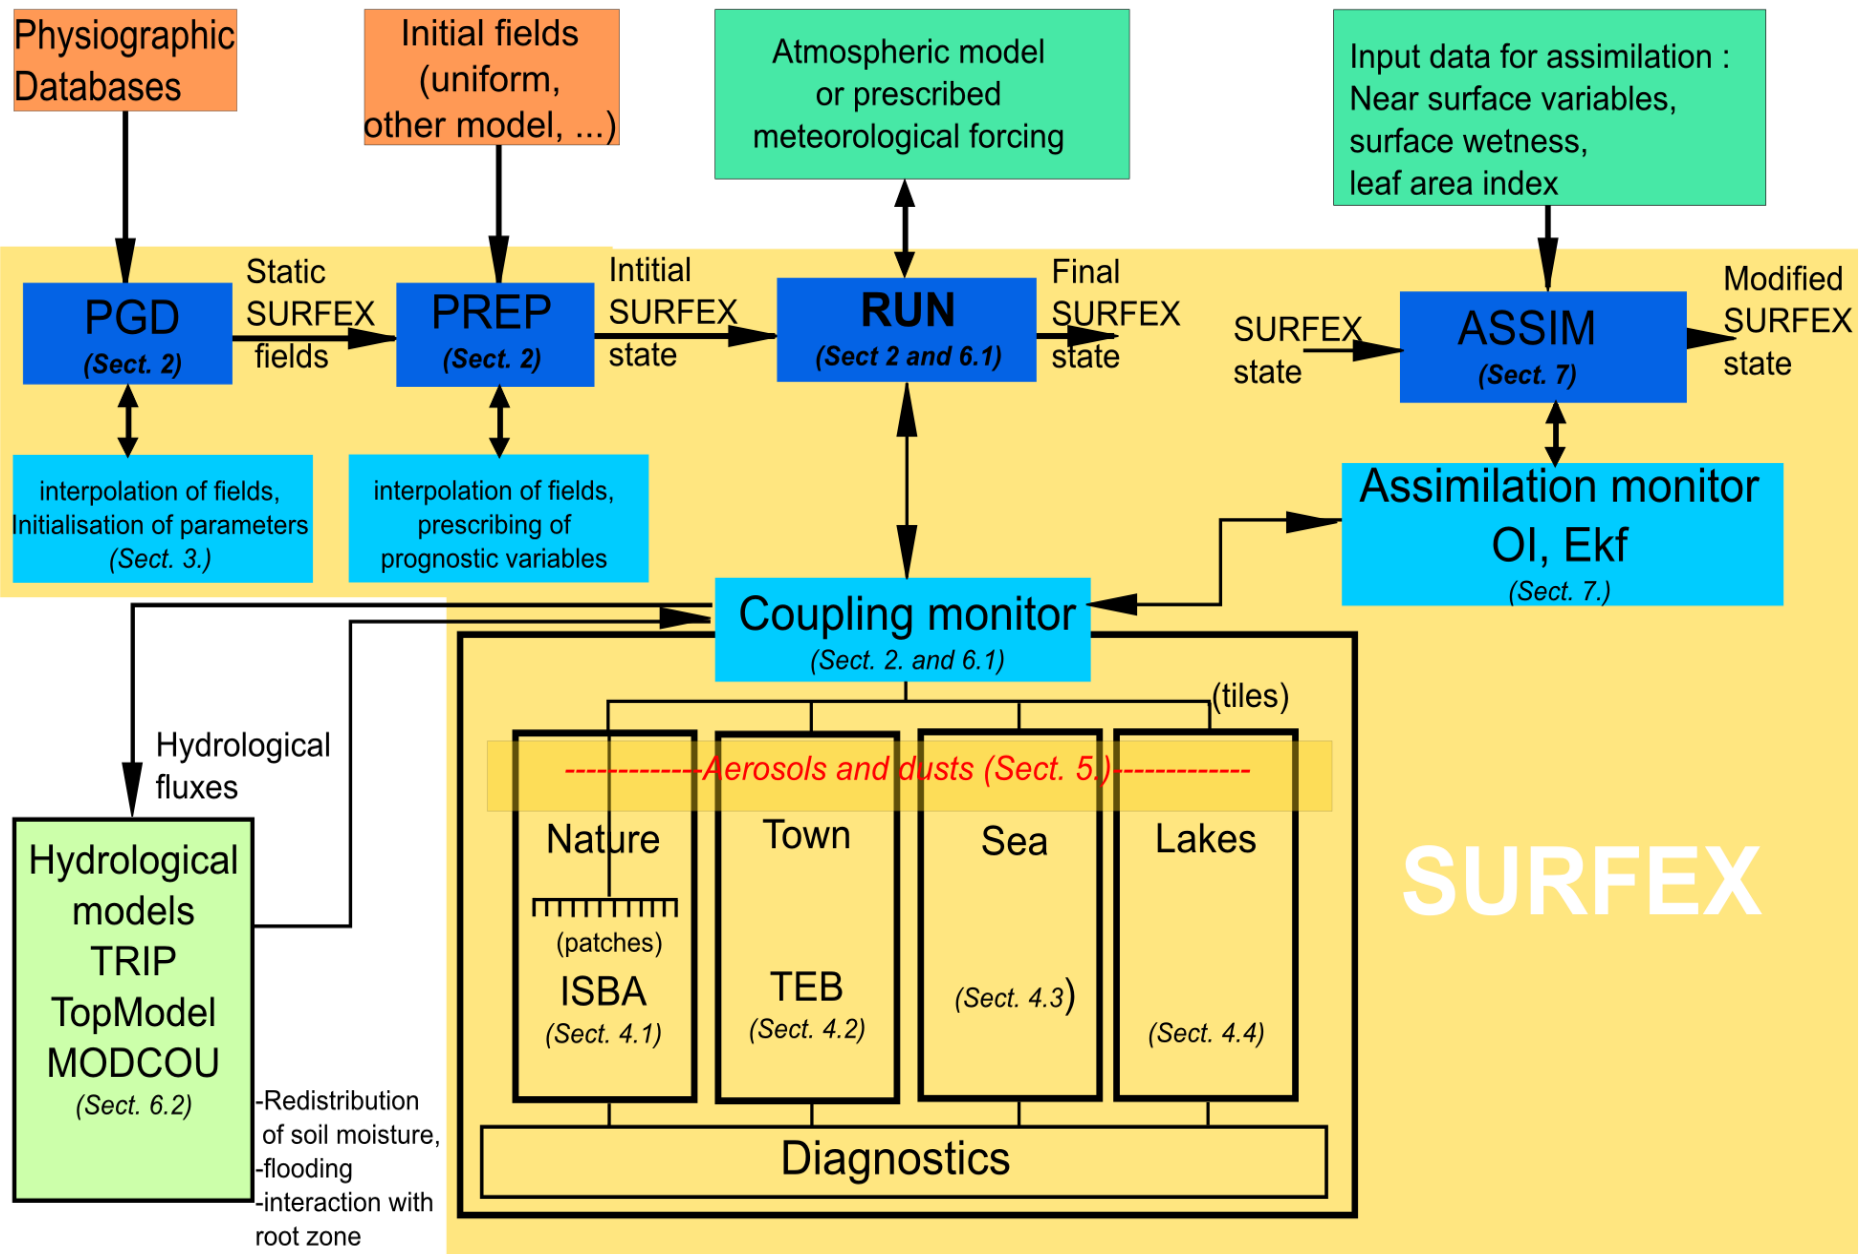 Physiographic
Databases
Initial fields
(uniform,
other model, ...)
Atmospheric model
or prescribed
meteorological forcing
Input data for assimilation :
Near surface variables,
surface wetness,
leaf area index
PGD
(Sect. 2)
Static
SURFEX
fields
PREP
(Sect. 2)
Intitial
SURFEX
state
RUN
(Sect 2 and 6.1)
Final
SURFEX
state
SURFEX
state
ASSIM
(Sect. 7)
Modified
SURFEX
state
interpolation of fields,
Initialisation of parameters
(Sect. 3.)
interpolation of fields,
prescribing of
prognostic variables
Assimilation monitor
OI, Ekf
(Sect. 7.)
Coupling monitor
(Sect. 2. and 6.1)
(tiles)
Hydrological
fluxes
-------------Aerosols and dusts (Sect. 5.)-------------
Nature
(patches)
ISBA
(Sect. 4.1)
Town
TEB
(Sect. 4.2)
Sea
(Sect. 4.3)
Lakes
(Sect. 4.4)
SURFEX
Hydrological
models
TRIP
TopModel
MODCOU
(Sect. 6.2)
-Redistribution
of soil moisture,
-flooding
-interaction with
root zone
Diagnostics